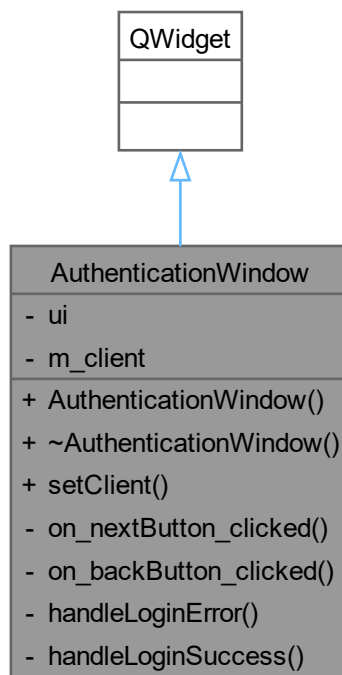 QWidget
AuthenticationWindow
- ui
- m_client
+ AuthenticationWindow()
+ ~AuthenticationWindow()
+ setClient()
- on_nextButton_clicked()
- on_backButton_clicked()
- handleLoginError()
- handleLoginSuccess()